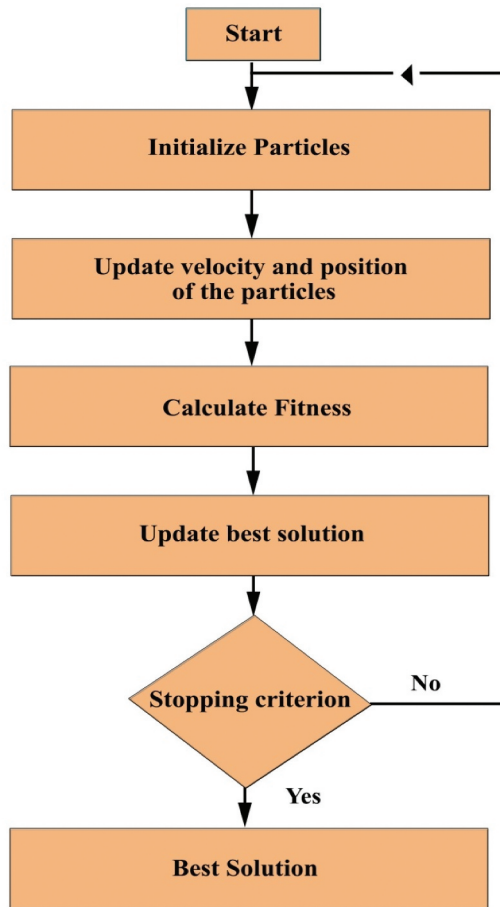 Start
Initialize Particles
Update velocity and position
of the particles
Calculate Fitness
Update best solution
Stopping criterion
No
Yes
Best Solution